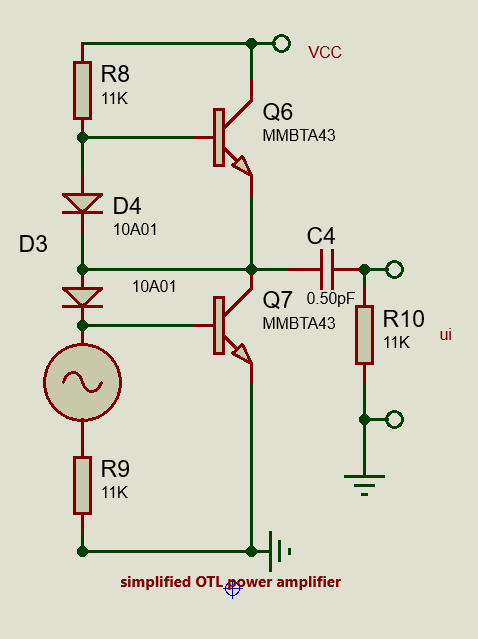 R8
11K
VCC
Q6
MMBTA43
D4
10A01
D3
C4
10A01
0.50pF
Q7
MMBTA43
R10
11K
ui
R9
11K
simplified OTL power amplifier